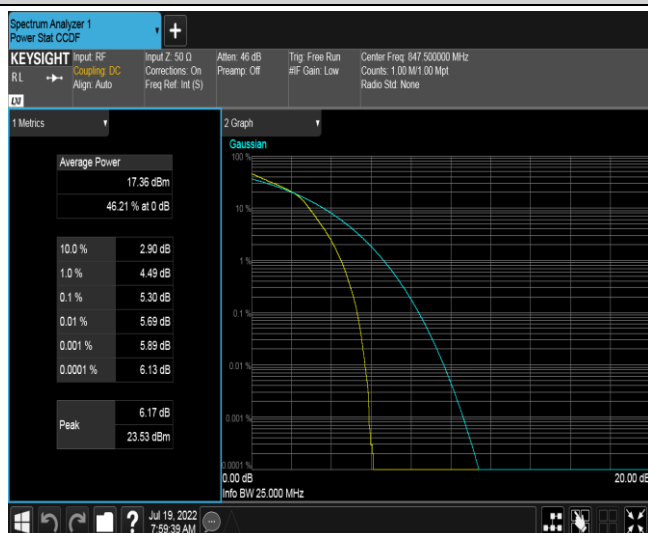 Spectrum Analyzer 1
Power Stat CCDF
+
KEYSIGHT
RL
LXI
Input: RF
Coupling: DC
Align: Auto
Input Z: 50 Ω
Corrections: On
Freq Ref: Int (S)
Atten: 46 dB
Preamp: Off
Trig: Free Run
#IF Gain: Low
Center Freq: 847.500000 MHz
Counts: 1.00 M/1.00 Mpt
Radio Std: None
1 Metrics
Average Power
17.36 dBm
46.21 % at 0 dB
10.0 % 2.90 dB
1.0 % 4.49 dB
0.1 % 5.30 dB
0.01 % 5.69 dB
0.001 % 5.89 dB
0.0001 % 6.13 dB
Peak 6.17 dB
23.53 dBm
2 Graph
Gaussian
100 %
10 %
1 %
0.1 %
0.01 %
0.001 %
0.0001 %
0.00 dB 20.00 dB
Info BW 25.000 MHz
?
Jul 19, 2022
7:59:39 AM